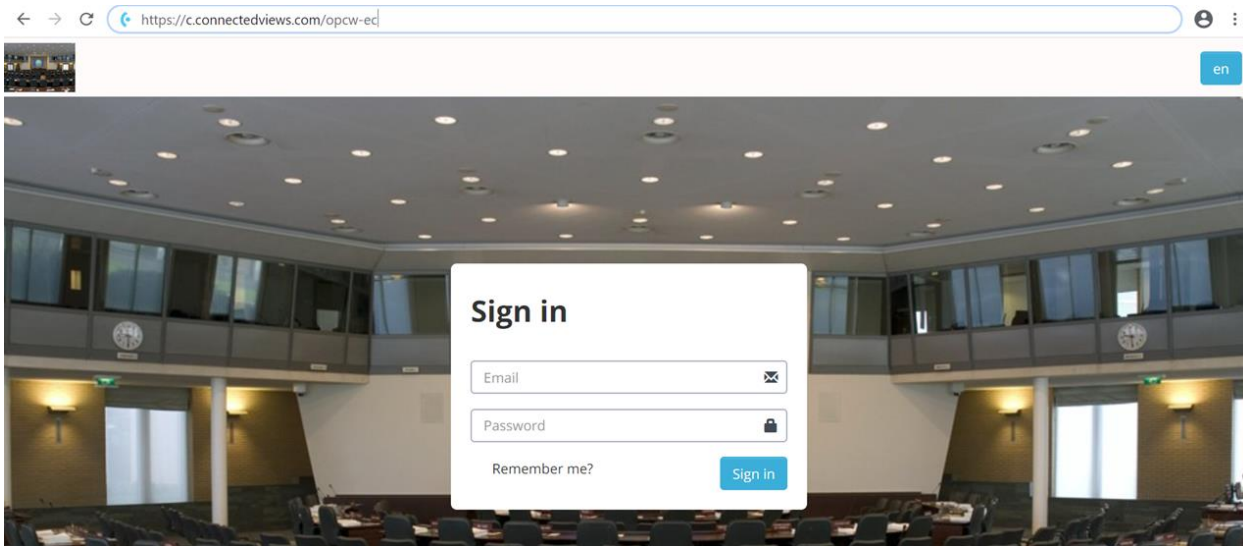 https://c.connectedviews.com/opcw-ec
en
Sign in
Email
Password
Remember me?
Sign in